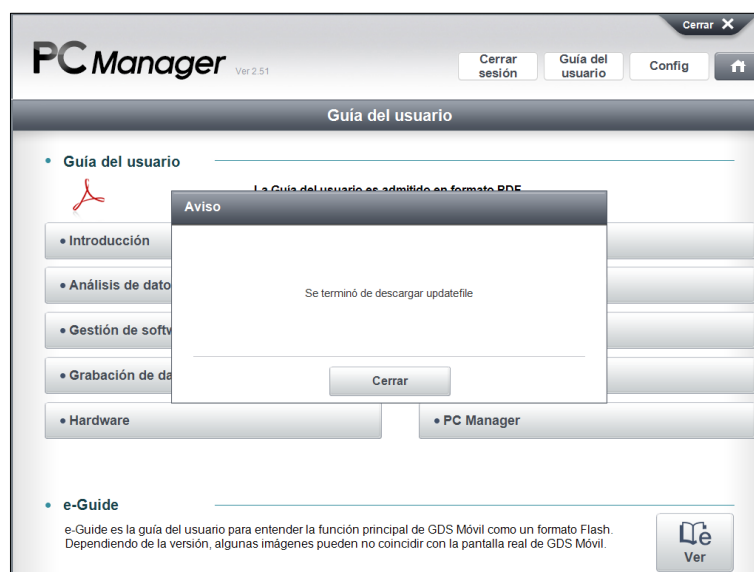 Cerrar
PC Manager Ver 2.51
Cerrar sesión
Guía del usuario
Config
Guía del usuario
Guía del usuario
La Guía del usuario es admitido en formato PDF
Aviso
Introducción
Análisis de dato
Se terminó de descargar updatefile
Gestión de softw
Grabación de da
Cerrar
Hardware
PC Manager
e-Guide
e-Guide es la guía del usuario para entender la función principal de GDS Móvil como un formato Flash.
Dependiendo de la versión, algunas imágenes pueden no coincidir con la pantalla real de GDS Móvil.
e
Ver